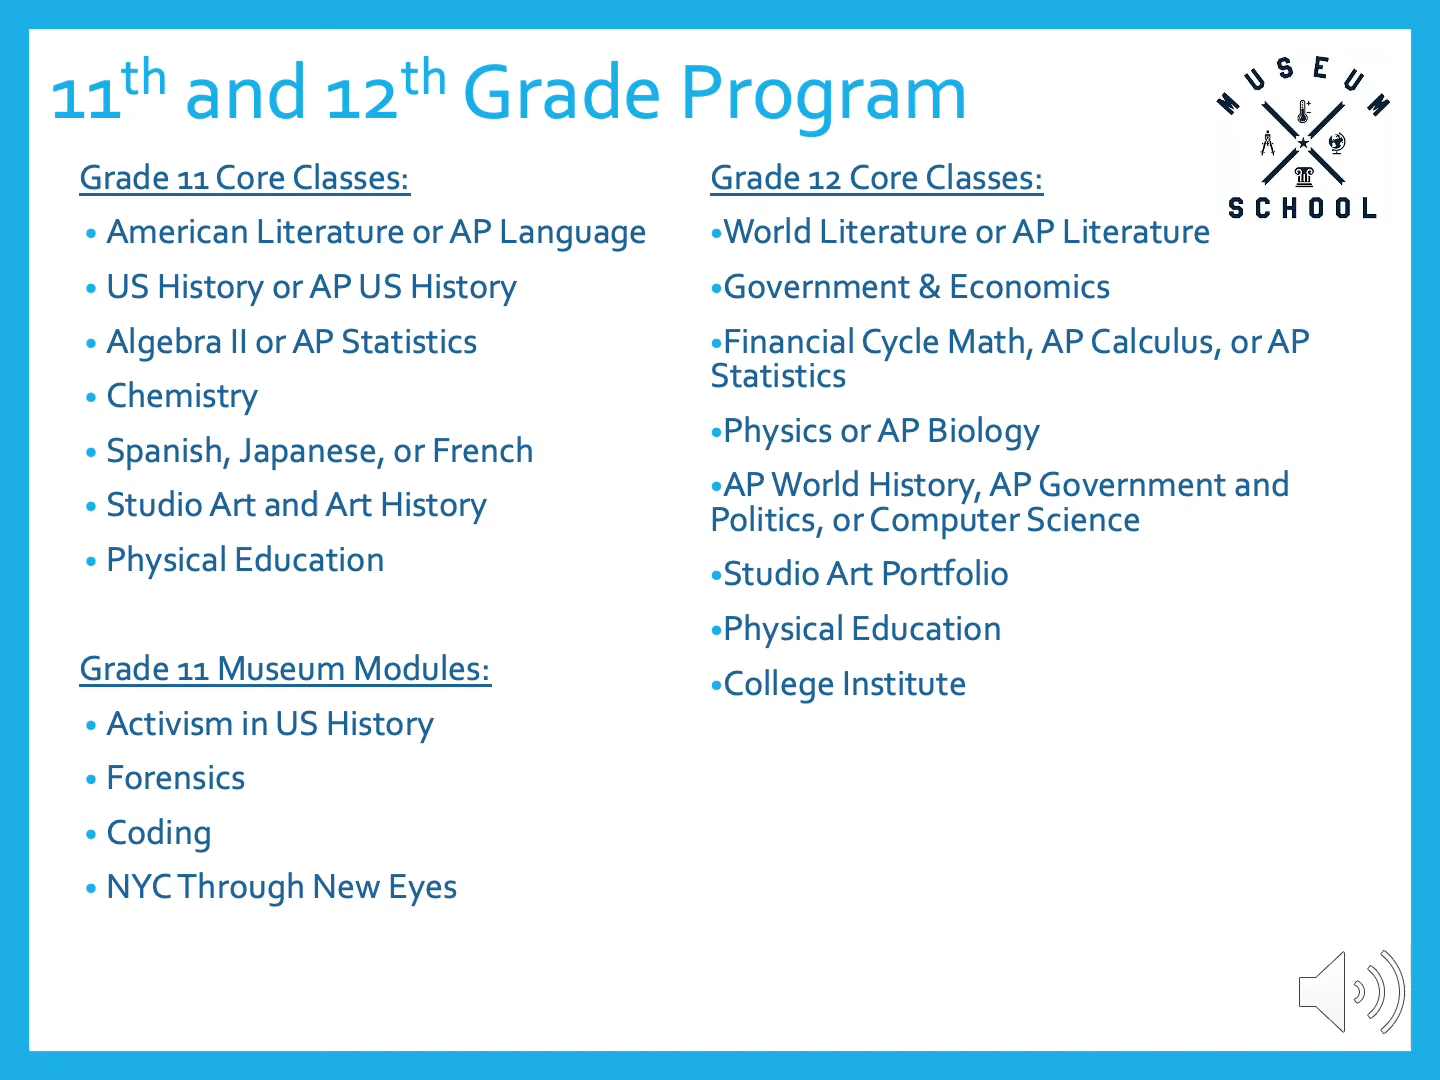 11th and 12th Grade Program
MUSEUM
SCHOOL
Grade 11 Core Classes:
• American Literature or AP Language
• US History or AP US History
• Algebra II or AP Statistics
• Chemistry
• Spanish, Japanese, or French
• Studio Art and Art History
• Physical Education
Grade 11 Museum Modules:
• Activism in US History
• Forensics
• Coding
• NYC Through New Eyes
Grade 12 Core Classes:
•World Literature or AP Literature
•Government & Economics
•Financial Cycle Math, AP Calculus, or AP
Statistics
•Physics or AP Biology
•AP World History, AP Government and
Politics, or Computer Science
•Studio Art Portfolio
•Physical Education
•College Institute